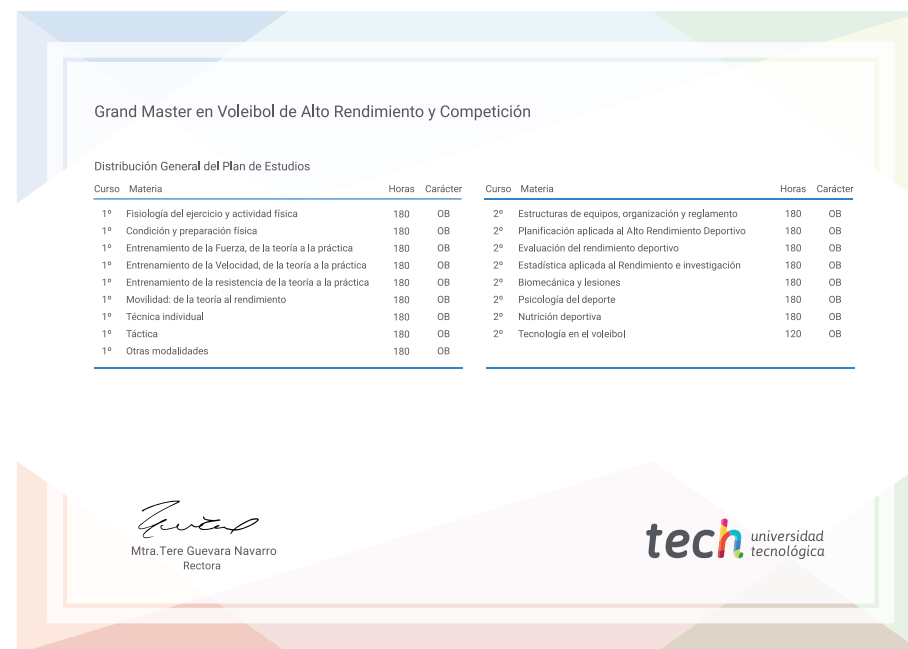 Grand Master en Voleibol de Alto Rendimiento y Competición
Distribución General del Plan de Estudios
Curso Materia Horas Carácter
1º Fisiología del ejercicio y actividad física 180 OB
1º Condición y preparación física 180 OB
1º Entrenamiento de la Fuerza, de la teoría a la práctica 180 OB
1º Entrenamiento de la Velocidad, de la teoría a la práctica 180 OB
1º Entrenamiento de la resistencia de la teoría a la práctica 180 OB
1º Movilidad: de la teoría al rendimiento 180 OB
1º Técnica individual 180 OB
1º Táctica 180 OB
1º Otras modalidades 180 OB
Curso Materia Horas Carácter
2º Estructuras de equipos, organización y reglamento 180 OB
2º Planificación aplicada al Alto Rendimiento Deportivo 180 OB
2º Evaluación del rendimiento deportivo 180 OB
2º Estadística aplicada al Rendimiento e investigación 180 OB
2º Biomecánica y lesiones 180 OB
2º Psicología del deporte 180 OB
2º Nutrición deportiva 180 OB
2º Tecnología en el voleibol 120 OB
Mtra.Tere Guevara Navarro
Rectora
tech universidad
tecnológica